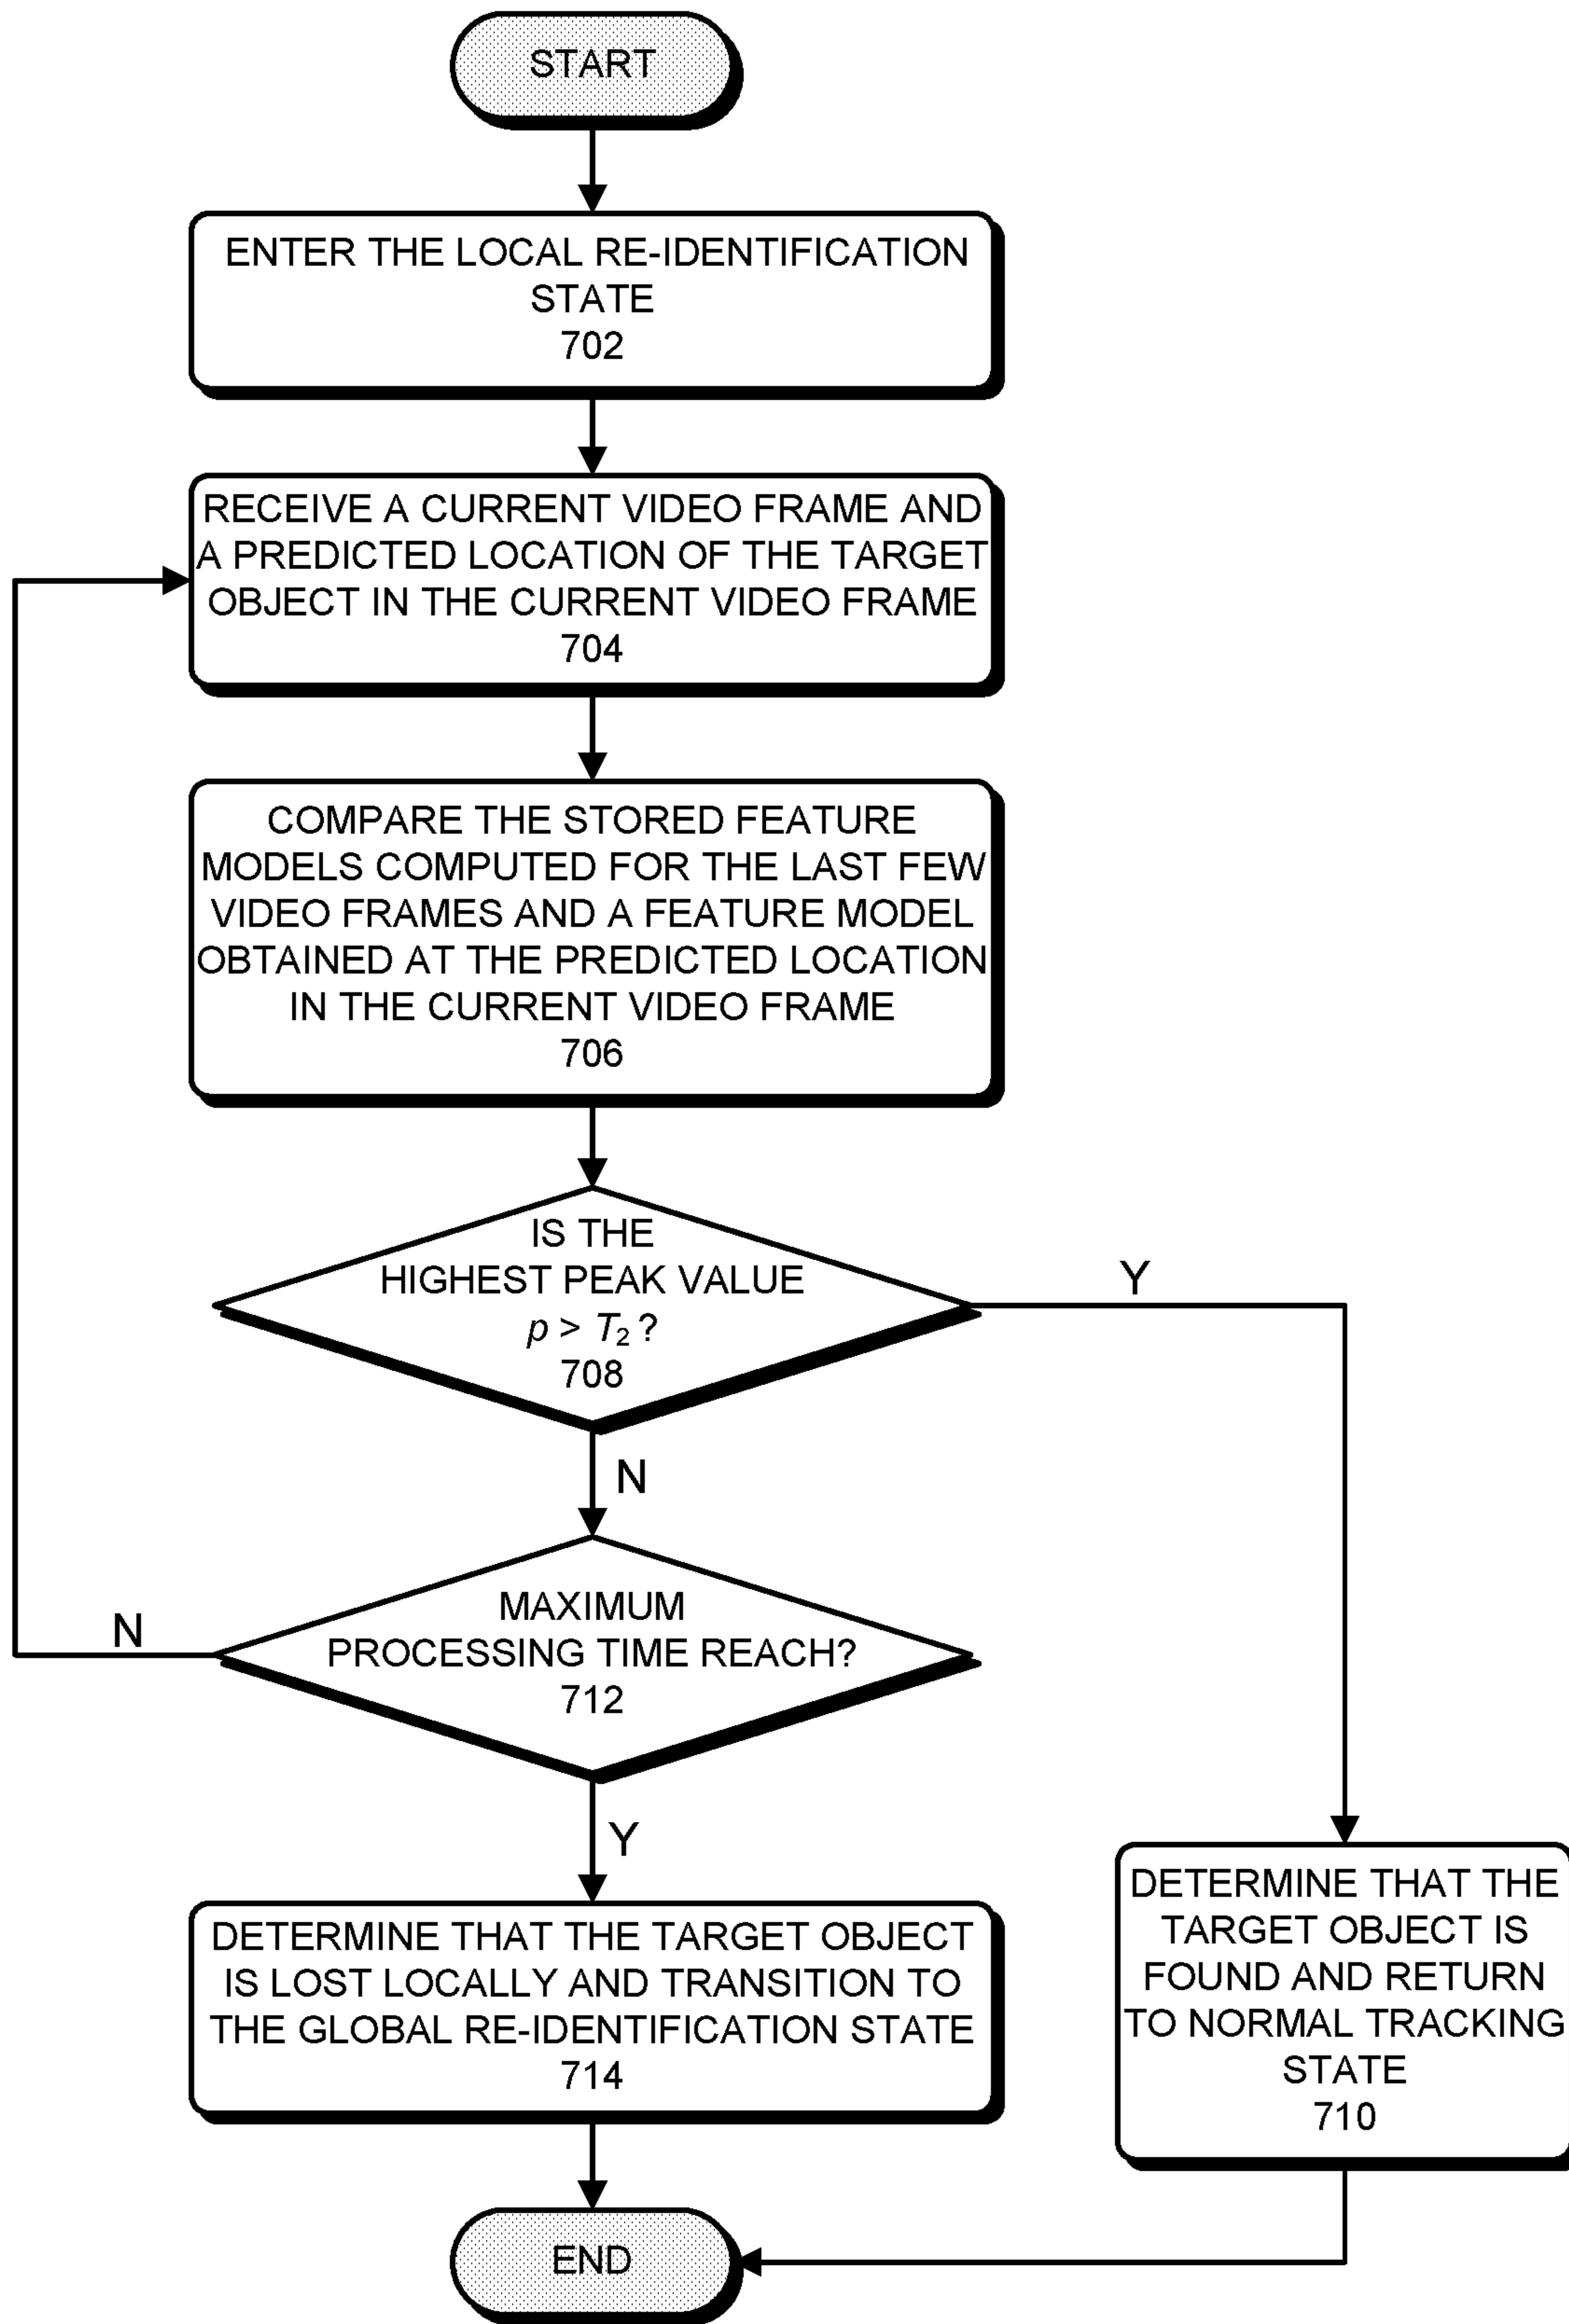 START
ENTER THE LOCAL RE-IDENTIFICATION
STATE
702
RECEIVE A CURRENT VIDEO FRAME AND
A PREDICTED LOCATION OF THE TARGET
OBJECT IN THE CURRENT VIDEO FRAME
704
COMPARE THE STORED FEATURE
MODELS COMPUTED FOR THE LAST FEW
VIDEO FRAMES AND A FEATURE MODEL
OBTAINED AT THE PREDICTED LOCATION
IN THE CURRENT VIDEO FRAME
706
IS THE
HIGHEST PEAK VALUE
p > T₂ ?
708
Y
N
MAXIMUM
PROCESSING TIME REACH?
712
N
Y
DETERMINE THAT THE TARGET OBJECT
IS LOST LOCALLY AND TRANSITION TO
THE GLOBAL RE-IDENTIFICATION STATE
714
DETERMINE THAT THE
TARGET OBJECT IS
FOUND AND RETURN
TO NORMAL TRACKING
STATE
710
END